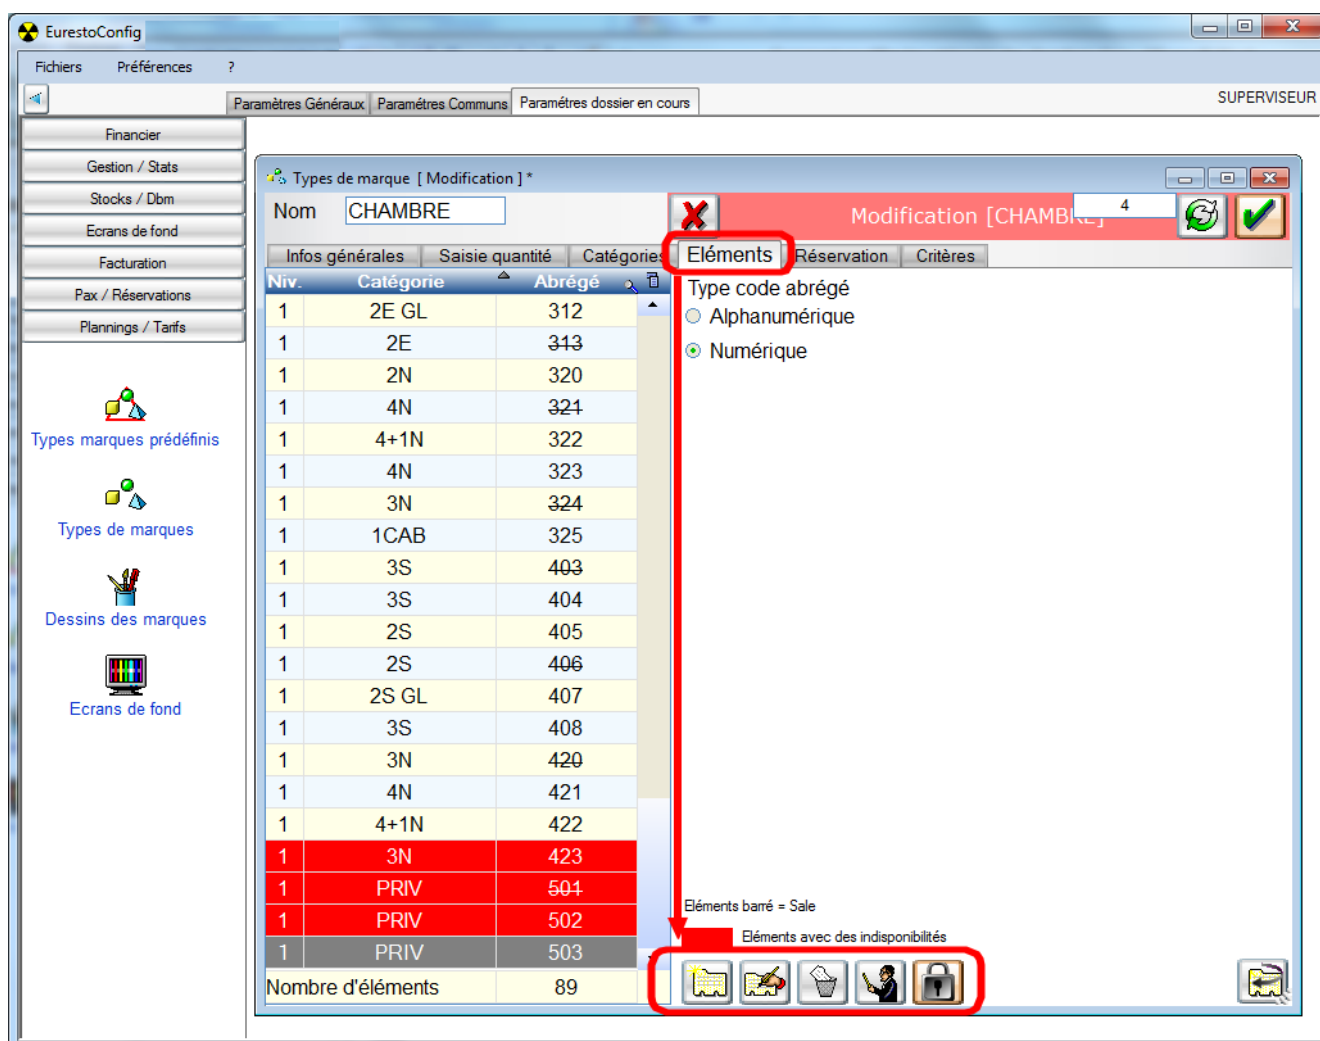 EurestoConfig
Fichiers Préférences ?
Paramètres Généraux Paramétres Communs Paramétres dossier en cours SUPERVISEUR
Financier
Gestion / Stats
Stocks / Dbm
Ecrans de fond
Facturation
Pax / Réservations
Plannings / Tarifs
Types marques prédéfinis
Types de marques
Dessins des marques
Ecrans de fond
Types de marque [ Modification ] *
Nom CHAMBRE Modification [CHAMBRE] 4
Infos générales Saisie quantité Catégories Eléments Réservation Critères
Niv. Catégorie Abrégé
1 2E GL 312
1 2E 313
1 2N 320
1 4N 321
1 4+1N 322
1 4N 323
1 3N 324
1 1CAB 325
1 3S 403
1 3S 404
1 2S 405
1 2S 406
1 2S GL 407
1 3S 408
1 3N 420
1 4N 421
1 4+1N 422
1 3N 423
1 PRIV 501
1 PRIV 502
1 PRIV 503
Nombre d'éléments 89
Type code abrégé
Alphanumérique
Numérique
Eléments barré = Sale
Eléments avec des indisponibilités